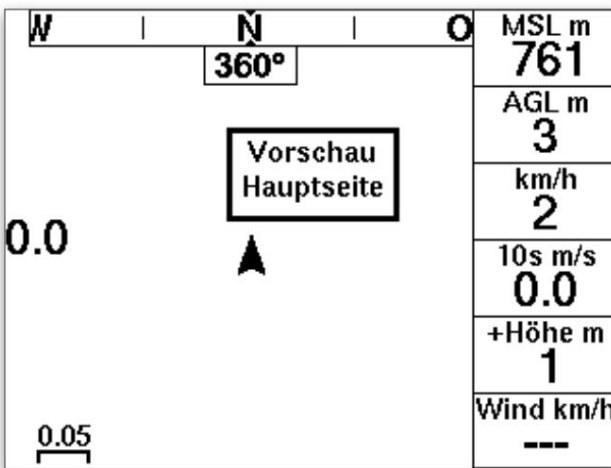 W N O
360°
Vorschau
Hauptseite
0.0
0.05
MSL m
761
AGL m
3
km/h
2
10s m/s
0.0
+Höhe m
1
Wind km/h
---